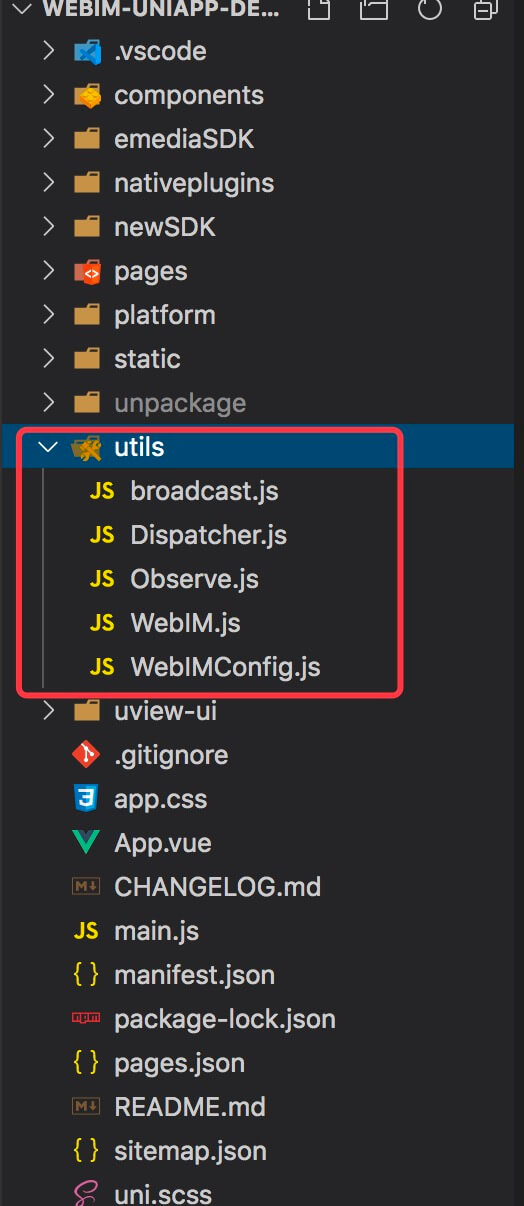 WEBIM-UNIAPP-DE...
.vscode
components
emediaSDK
nativeplugins
newSDK
pages
platform
static
unpackage
utils
JS broadcast.js
JS Dispatcher.js
JS Observe.js
JS WebIM.js
JS WebIMConfig.js
uview-ui
.gitignore
app.css
App.vue
CHANGELOG.md
JS main.js
{ } manifest.json
package-lock.json
{ } pages.json
README.md
{ } sitemap.json
uni.scss